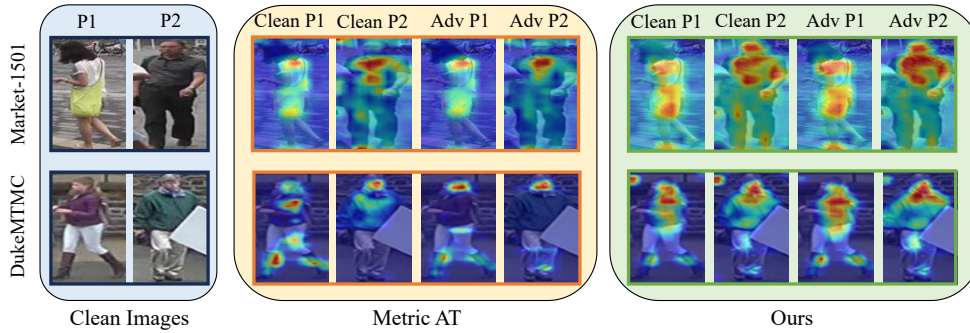 P1 P2
Clean P1 Clean P2 Adv P1 Adv P2
Clean P1 Clean P2 Adv P1 Adv P2
Market-1501
DukeMTMC
Clean Images
Metric AT
Ours